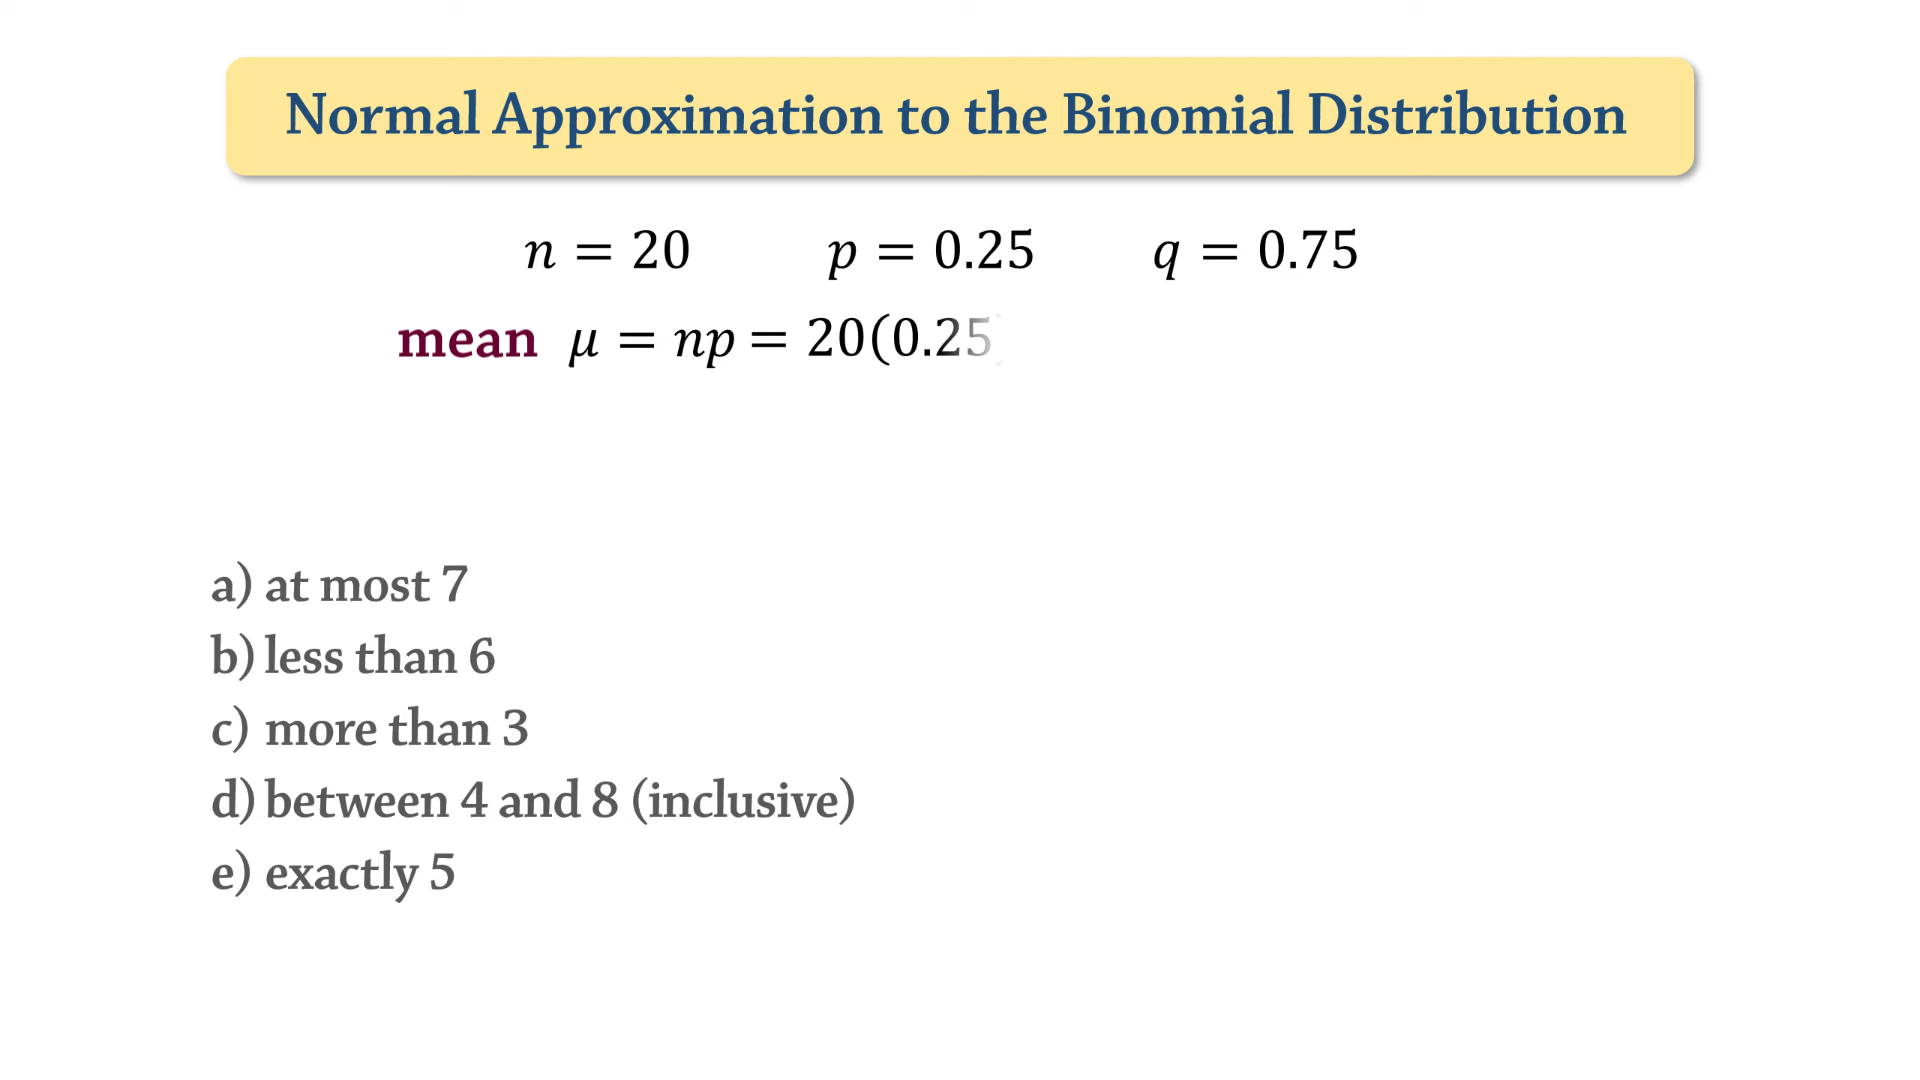 Normal Approximation to the Binomial Distribution
n = 20 p = 0.25 q = 0.75
mean μ = np = 20(0.25)
a) at most 7
b) less than 6
c) more than 3
d) between 4 and 8 (inclusive)
e) exactly 5